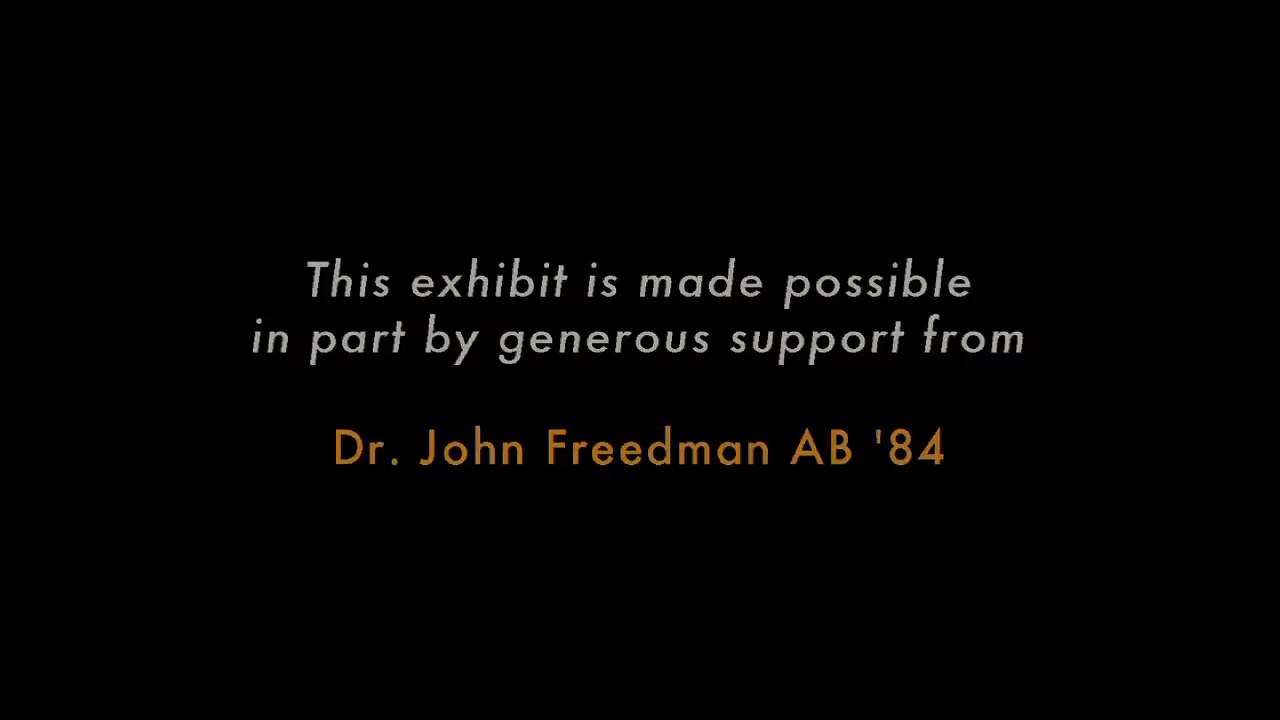 This exhibit is made possible
in part by generous support from
Dr. John Freedman AB '84